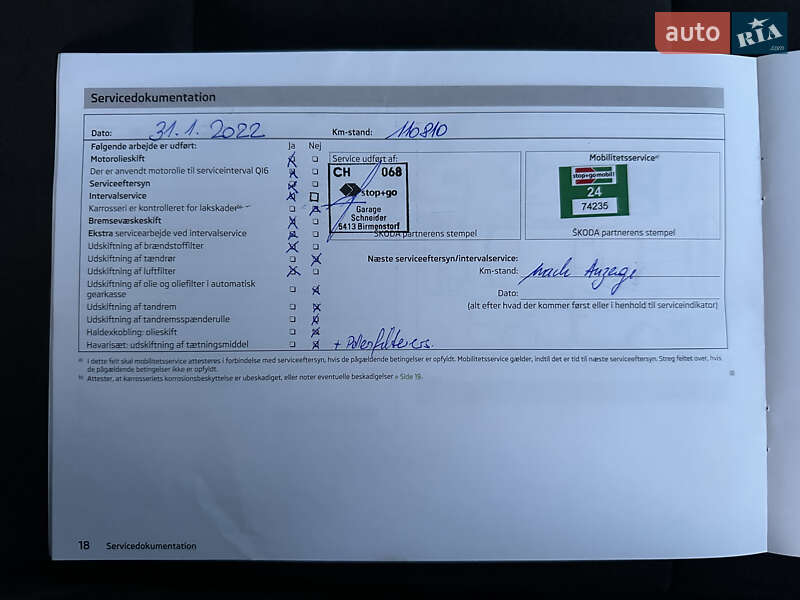 auto RIA .com
Servicedokumentation
Dato: 31.1.2022 Km-stand: 110810
Følgende arbejde er udført: Ja Nej
Motorolieskift
Der er anvendt motorolie til serviceinterval QI6
Serviceeftersyn
Intervalservice
Karrosseri er kontrolleret for lakskader b)
Bremsevæskeskift
Ekstra servicearbejde ved intervalservice
Udskiftning af brændstoffilter
Udskiftning af tændrør
Udskiftning af luftfilter
Udskiftning af olie og oliefilter i automatisk
gearkasse
Udskiftning af tandrem
Udskiftning af tandremsspænderulle
Haldexkobling: olieskift
Havarisæt: udskiftning af tætningsmiddel
Service udført af:
CH 068
stop+go
Garage
Schneider
5413 Birmenstorf
ŠKODA partnerens stempel
Mobilitetsservice a)
stop+go mobil!
24
74235
ŠKODA partnerens stempel
Næste serviceeftersyn/intervalservice:
Km-stand: nach Anzeige
Dato:
(alt efter hvad der kommer først eller i henhold til serviceindikator)
+ Pollenfilter ers.
a) I dette felt skal mobilitetsservice attesteres i forbindelse med serviceeftersyn, hvis de pågældende betingelser er opfyldt. Mobilitetsservice gælder, indtil det er tid til næste serviceeftersyn. Streg feltet over, hvis
de pågældende betingelser ikke er opfyldt.
b) Attester, at karrosseriets korrosionsbeskyttelse er ubeskadiget, eller noter eventuelle beskadigelser » Side 19.
18 Servicedokumentation